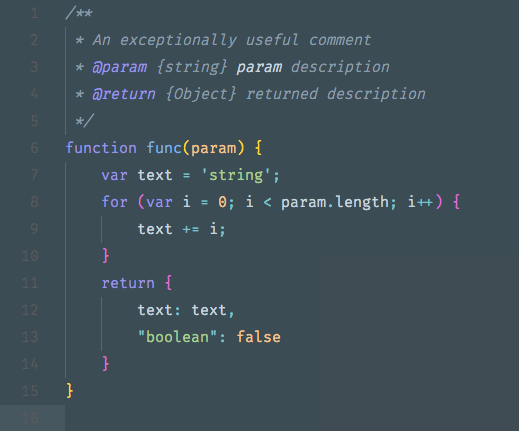 1 /**
2  * An exceptionally useful comment
3  * @param {string} param description
4  * @return {Object} returned description
5  */
6 function func(param) {
7     var text = 'string';
8     for (var i = 0; i < param.length; i++) {
9         text += i;
10     }
11     return {
12         text: text,
13         "boolean": false
14     }
15 }
16